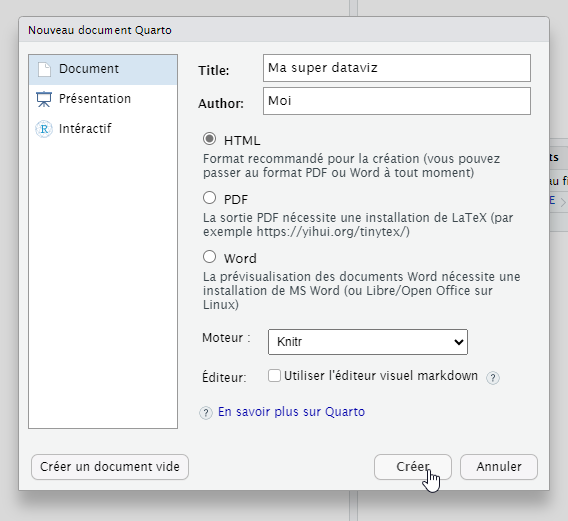 Nouveau document Quarto
Document
Présentation
R Intéractif
Title: Ma super dataviz
Author: Moi
HTML
Format recommandé pour la création (vous pouvez
passer au format PDF ou Word à tout moment)
PDF
La sortie PDF nécessite une installation de LaTeX (par
exemple https://yihui.org/tinytex/)
Word
La prévisualisation des documents Word nécessite une
installation de MS Word (ou Libre/Open Office sur
Linux)
Moteur : Knitr
Éditeur: Utiliser l'éditeur visuel markdown ?
? En savoir plus sur Quarto
Créer un document vide
Créer
Annuler
ts
au fi
E